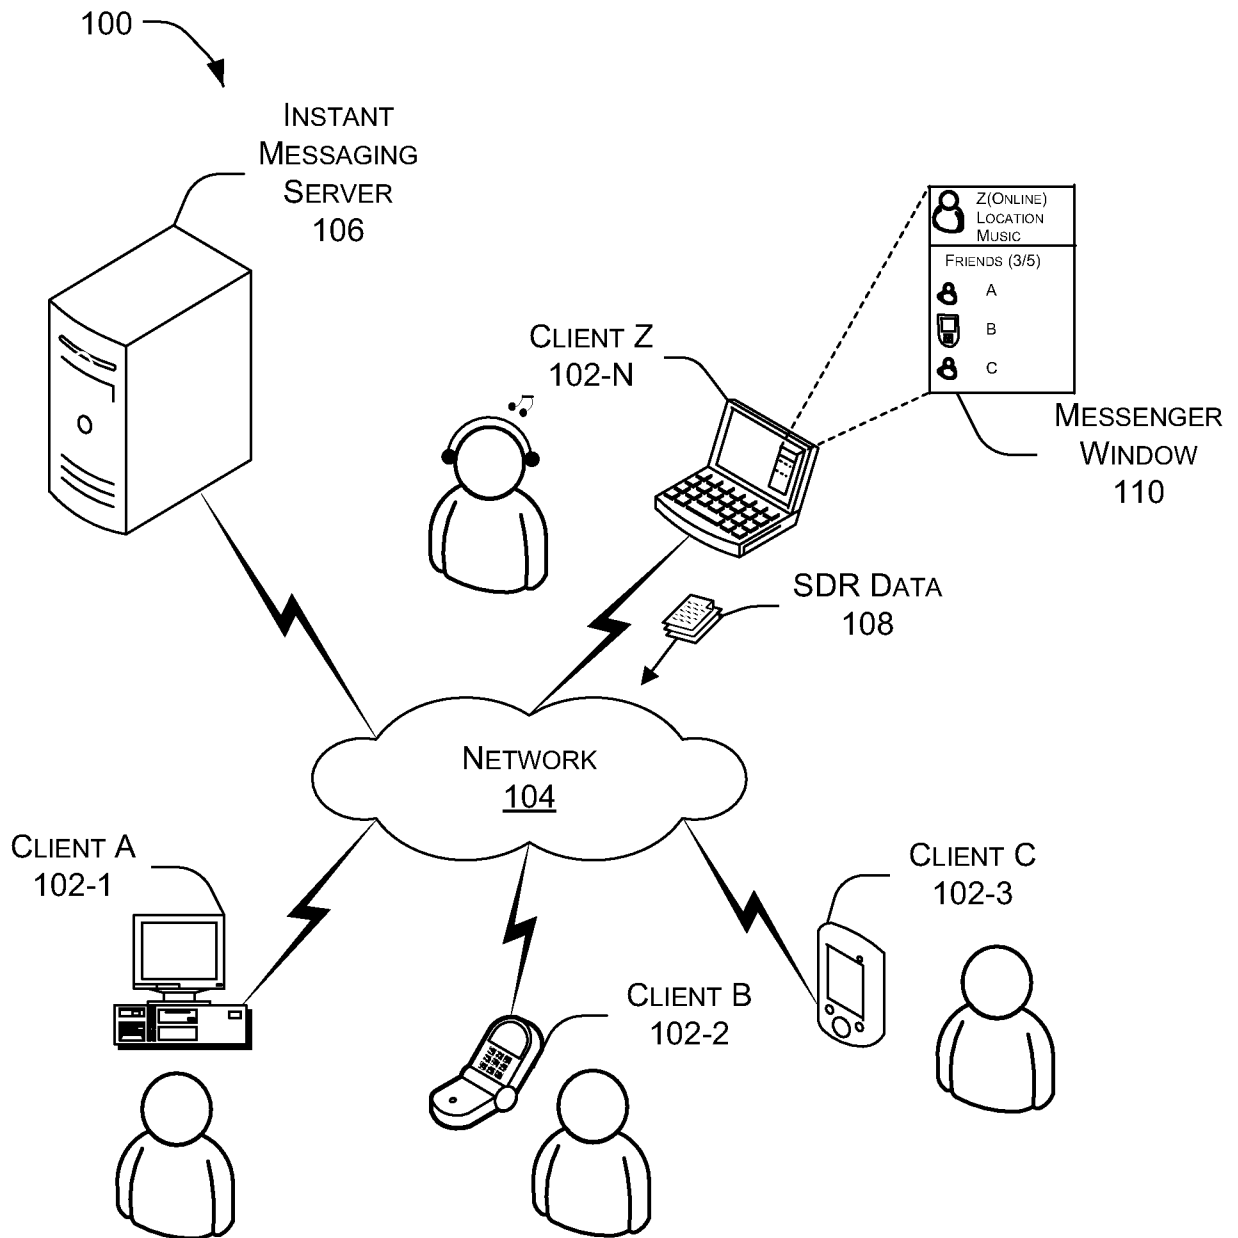 100
INSTANT
MESSAGING
SERVER
106
Z(ONLINE)
LOCATION
MUSIC
FRIENDS (3/5)
A
B
C
CLIENT Z
102-N
MESSENGER
WINDOW
110
SDR DATA
108
NETWORK
104
CLIENT A
102-1
CLIENT C
102-3
CLIENT B
102-2